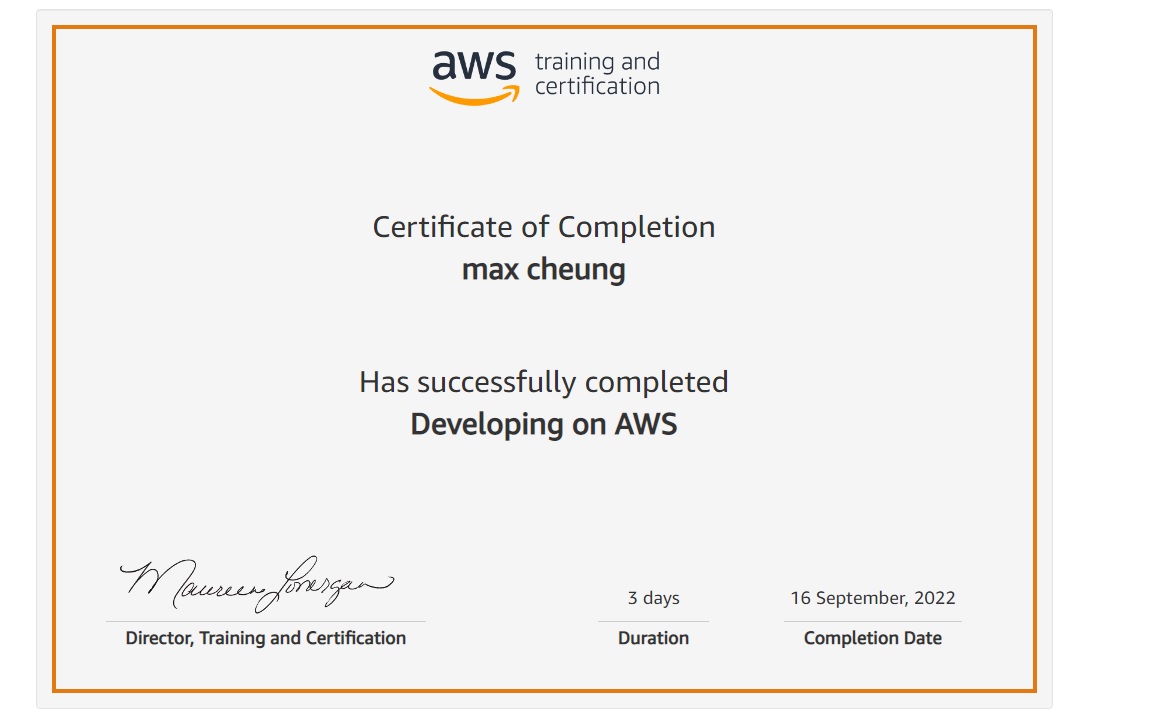 aws training and
certification
Certificate of Completion
max cheung
Has successfully completed
Developing on AWS
Maureen Lonergan
3 days
16 September, 2022
Director, Training and Certification
Duration
Completion Date